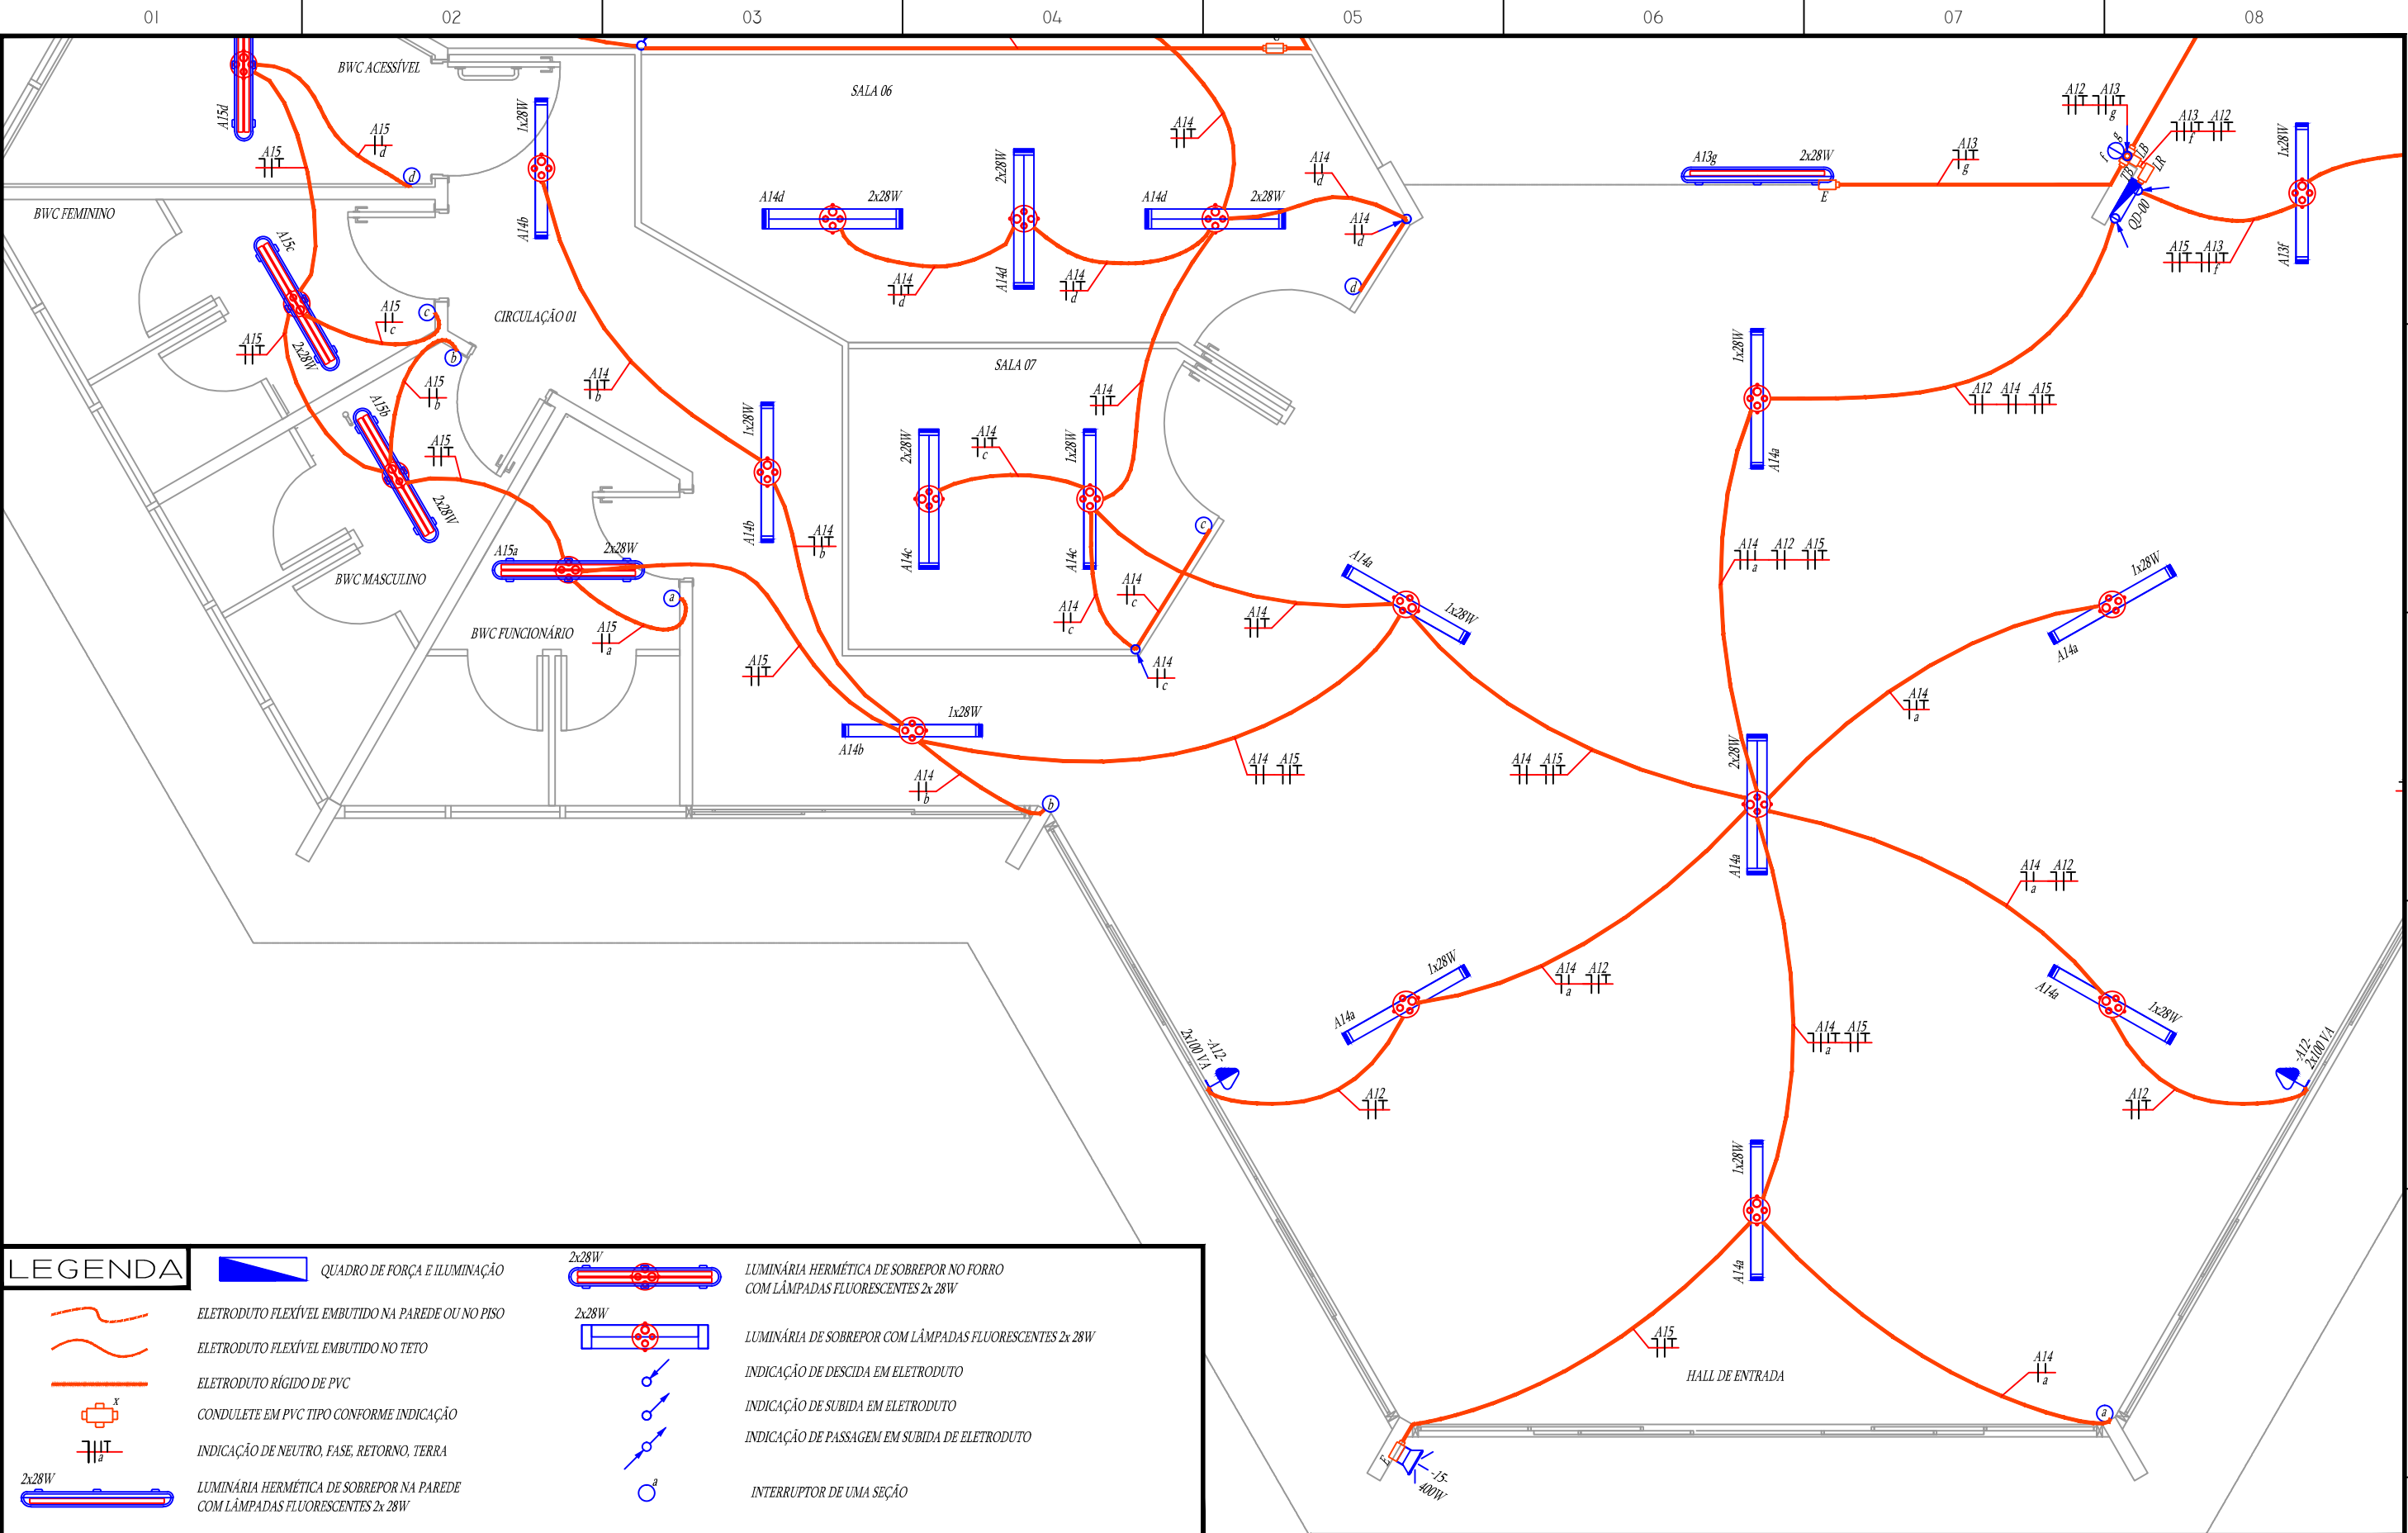 01
02
03
04
05
06
07
08
BWC ACESSÍVEL
A15d
A15
d
A15
d
1x28W
A14b
SALA 06
A14
2x28W
A14d
A14d
2x28W
A14d
2x28W
A14
d
A14
d
A14
d
A14
d
d
A12
A13
g
A13g
2x28W
E
A13
g
g
f
LB
LR
TB
QD-00
A13
f
A12
1x28W
A13f
A15
A13
f
BWC FEMININO
A15c
2x28W
A15
c
c
A15
b
A15
b
CIRCULAÇÃO 01
A14
b
A15b
2x28W
A15
BWC MASCULINO
A15a
2x28W
a
A15
a
BWC FUNCIONÁRIO
1x28W
A14b
A14
b
A15
SALA 07
A14
A14
c
2x28W
A14c
1x28W
A14c
c
A14
c
A14
c
A14
c
A14
1x28W
A14b
A14
b
b
A14
A15
A14a
1x28W
A14
A15
1x28W
A14a
A12
A14
A15
A14
a
A12
A15
1x28W
A14a
A14
a
2x28W
A14a
A14
a
A12
A14
a
A12
1x28W
A14a
A14a
1x28W
A14
a
A15
-A12-
2x100 VA
A12
A12
-A12-
2x100 VA
1x28W
A14a
A15
A14
a
HALL DE ENTRADA
a
E
-15-
400W
LEGENDA
QUADRO DE FORÇA E ILUMINAÇÃO
ELETRODUTO FLEXÍVEL EMBUTIDO NA PAREDE OU NO PISO
ELETRODUTO FLEXÍVEL EMBUTIDO NO TETO
ELETRODUTO RÍGIDO DE PVC
x
CONDULETE EM PVC TIPO CONFORME INDICAÇÃO
a
INDICAÇÃO DE NEUTRO, FASE, RETORNO, TERRA
2x28W
LUMINÁRIA HERMÉTICA DE SOBREPOR NA PAREDE
COM LÂMPADAS FLUORESCENTES 2x 28W
2x28W
LUMINÁRIA HERMÉTICA DE SOBREPOR NO FORRO
COM LÂMPADAS FLUORESCENTES 2x 28W
2x28W
LUMINÁRIA DE SOBREPOR COM LÂMPADAS FLUORESCENTES 2x 28W
INDICAÇÃO DE DESCIDA EM ELETRODUTO
INDICAÇÃO DE SUBIDA EM ELETRODUTO
INDICAÇÃO DE PASSAGEM EM SUBIDA DE ELETRODUTO
a
INTERRUPTOR DE UMA SEÇÃO